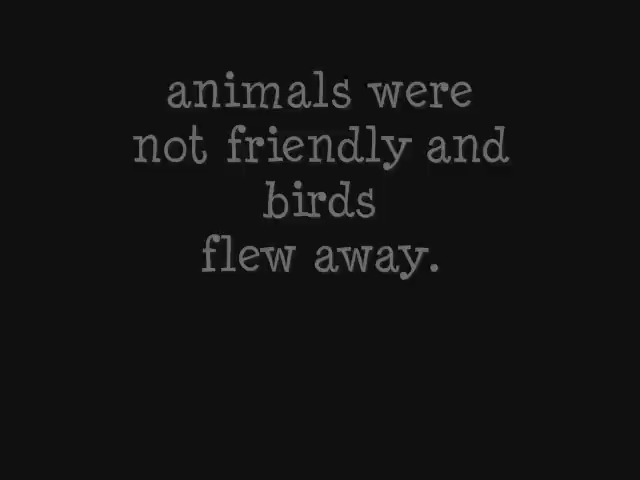 animals were
not friendly and
birds
flew away.